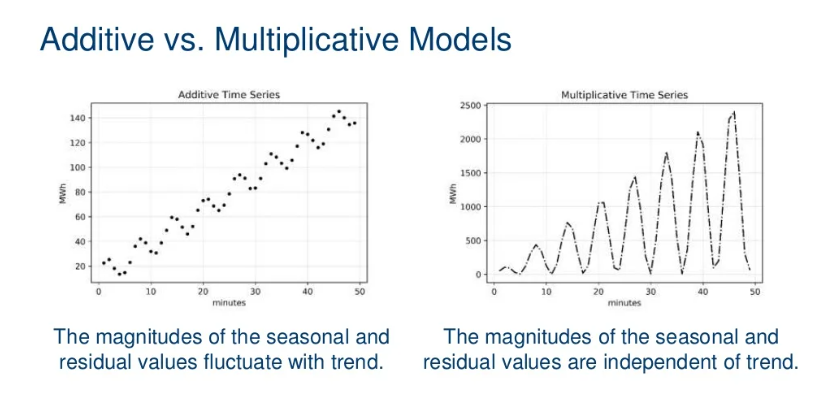 Additive vs. Multiplicative Models
Additive Time Series
140
120
100
80
60
40
20
MWh
0 10 20 30 40 50
minutes
Multiplicative Time Series
2500
2000
1500
1000
500
0
MWh
0 10 20 30 40 50
minutes
The magnitudes of the seasonal and
residual values fluctuate with trend.
The magnitudes of the seasonal and
residual values are independent of trend.